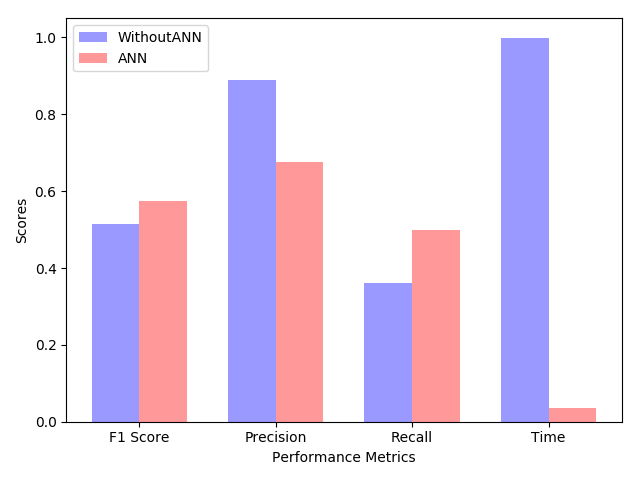 WithoutANN
ANN
1.0
0.8
0.6
0.4
0.2
0.0
Scores
F1 Score
Precision
Recall
Time
Performance Metrics